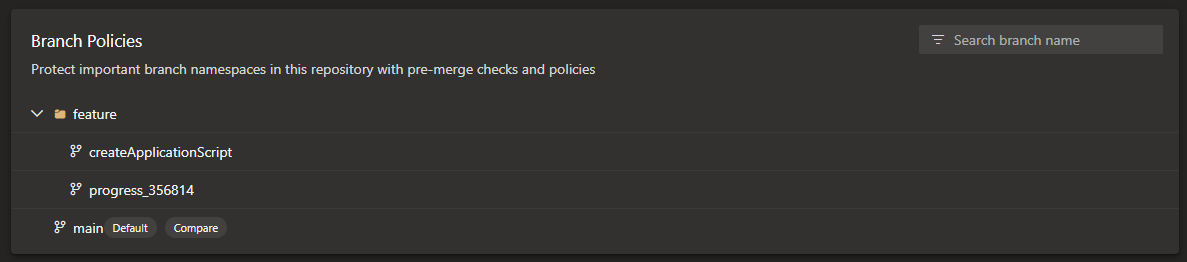 Branch Policies
Search branch name
Protect important branch namespaces in this repository with pre-merge checks and policies
feature
createApplicationScript
progress_356814
main Default Compare